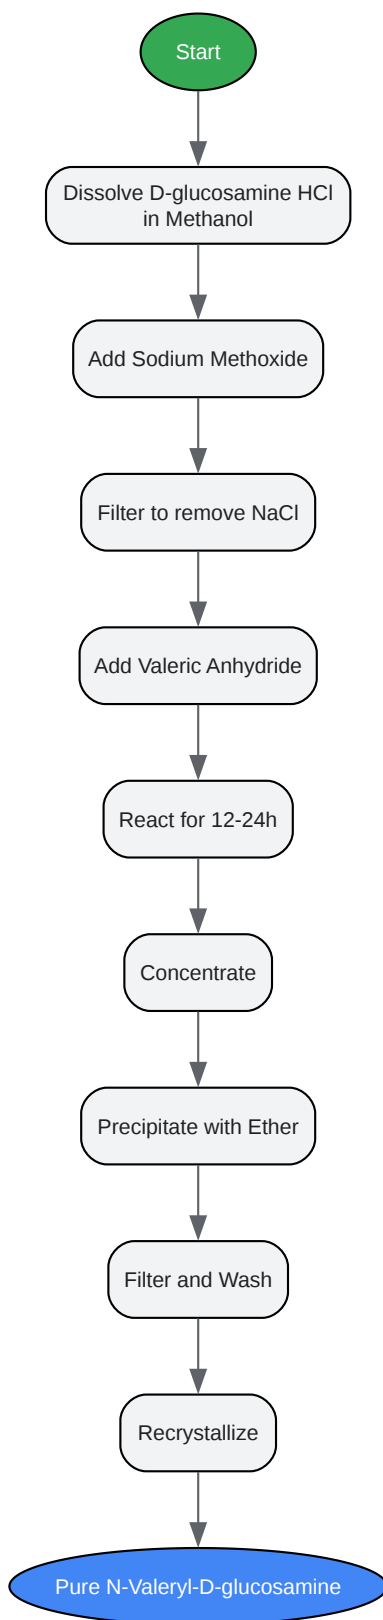 Start
Dissolve D-glucosamine HCl
in Methanol
Add Sodium Methoxide
Filter to remove NaCl
Add Valeric Anhydride
React for 12-24h
Concentrate
Precipitate with Ether
Filter and Wash
Recrystallize
Pure N-Valeryl-D-glucosamine